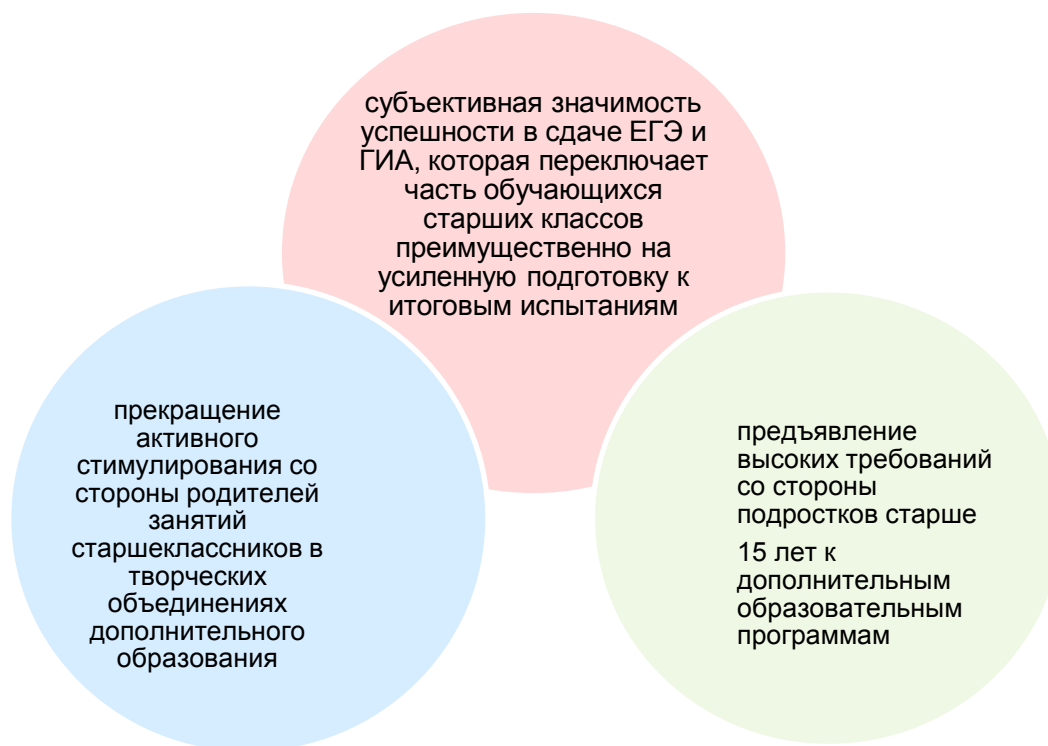 субъективная значимость
успешности в сдаче ЕГЭ и
ГИА, которая переключает
часть обучающихся
старших классов
преимущественно на
усиленную подготовку к
итоговым испытаниям
прекращение
активного
стимулирования со
стороны родителей
занятий
старшеклассников в
творческих
объединениях
дополнительного
образования
предъявление
высоких требований
со стороны
подростков старше
15 лет к
дополнительным
образовательным
программам